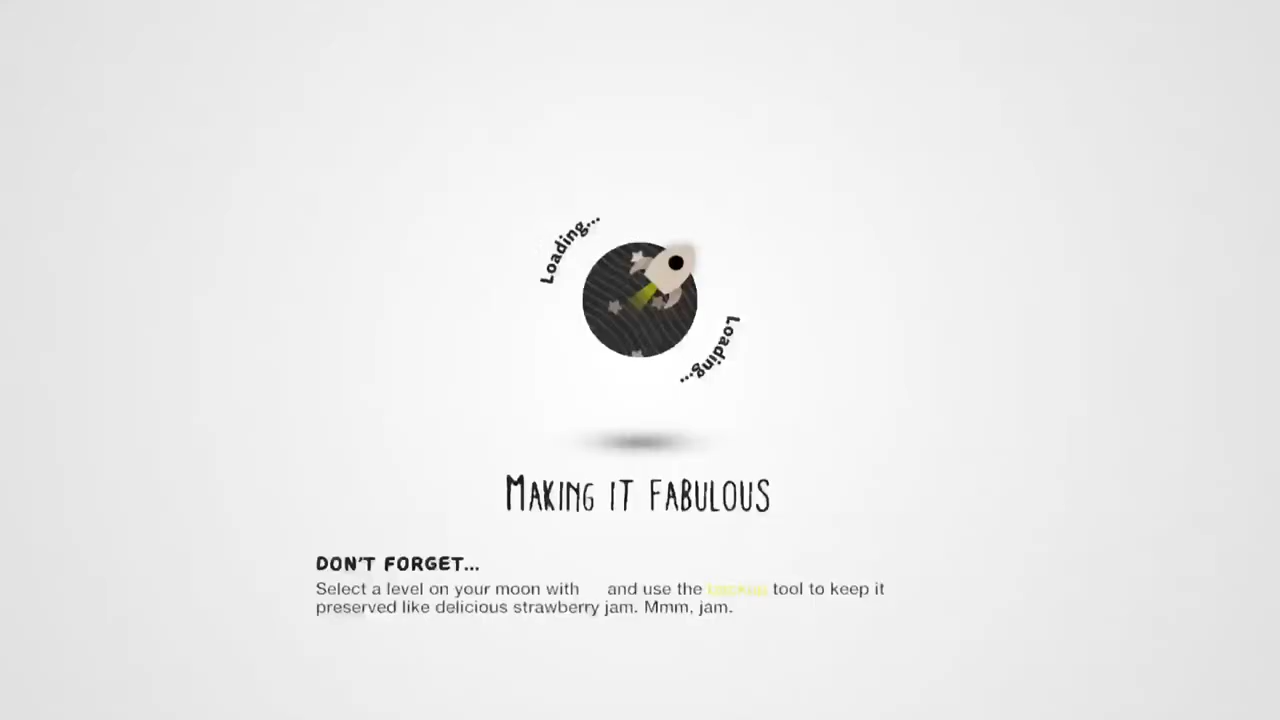 Loading...
Loading...
MAKING IT FABULOUS
DON'T FORGET...
Select a level on your moon with and use the tool to keep it
preserved like delicious strawberry jam. Mmm, jam.